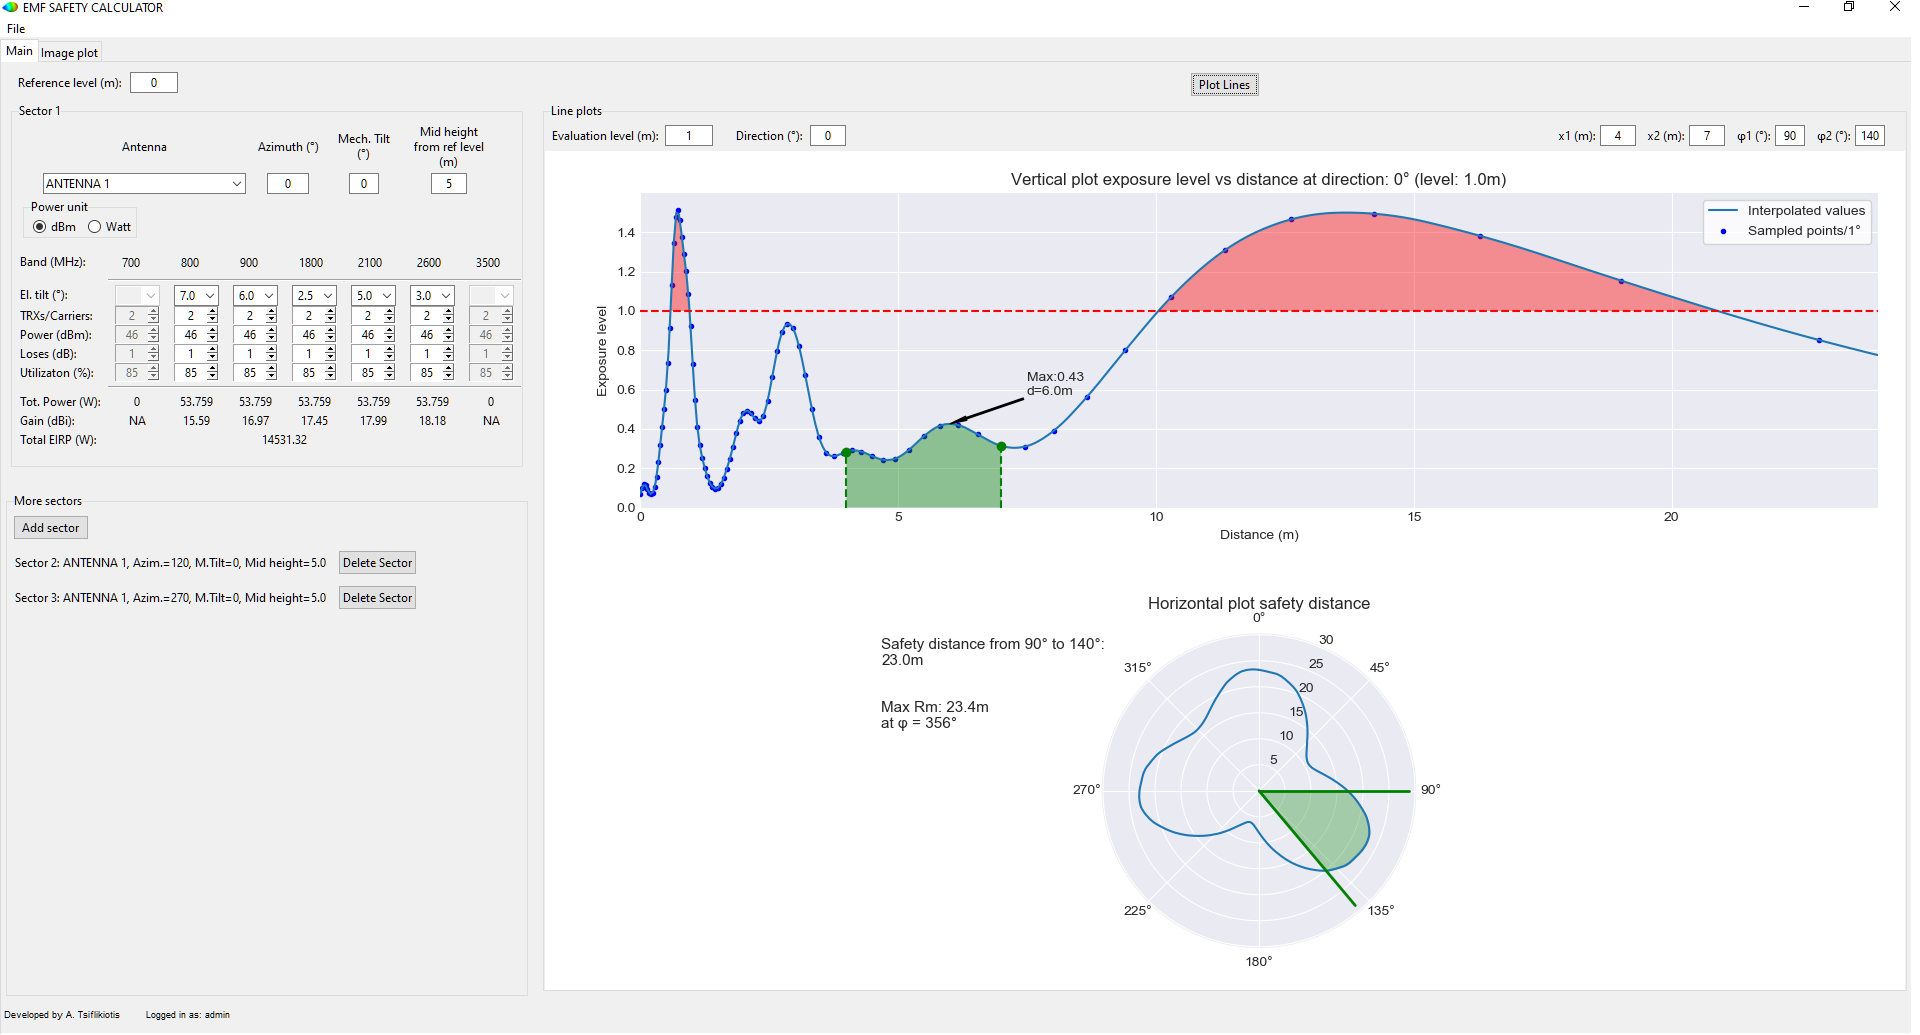 EMF SAFETY CALCULATOR
File
Main Image plot
Reference level (m): 0
Plot Lines
Sector 1
Antenna Azimuth (°) Mech. Tilt (°) Mid height from ref level (m)
ANTENNA 1 0 0 5
Power unit
dBm Watt
Band (MHz): 700 800 900 1800 2100 2600 3500
El. tilt (°): 7.0 6.0 2.5 5.0 3.0
TRXs/Carriers: 2 2 2 2 2 2 2
Power (dBm): 46 46 46 46 46 46 46
Loses (dB): 1 1 1 1 1 1 1
Utilizaton (%): 85 85 85 85 85 85 85
Tot. Power (W): 0 53.759 53.759 53.759 53.759 53.759 0
Gain (dBi): NA 15.59 16.97 17.45 17.99 18.18 NA
Total EIRP (W): 14531.32
More sectors
Add sector
Sector 2: ANTENNA 1, Azim.=120, M.Tilt=0, Mid height=5.0 Delete Sector
Sector 3: ANTENNA 1, Azim.=270, M.Tilt=0, Mid height=5.0 Delete Sector
Line plots
Evaluation level (m): 1 Direction (°): 0 x1 (m): 4 x2 (m): 7 φ1 (°): 90 φ2 (°): 140
Vertical plot exposure level vs distance at direction: 0° (level: 1.0m)
Interpolated values
Sampled points/1°
Exposure level
1.4
1.2
1.0
0.8
0.6
0.4
0.2
0.0
Max:0.43
d=6.0m
0 5 10 15 20
Distance (m)
Horizontal plot safety distance
Safety distance from 90° to 140°:
23.0m
Max Rm: 23.4m
at φ = 356°
0°
45°
90°
135°
180°
225°
270°
315°
30
25
20
15
10
5
Developed by A. Tsiflikiotis Logged in as: admin